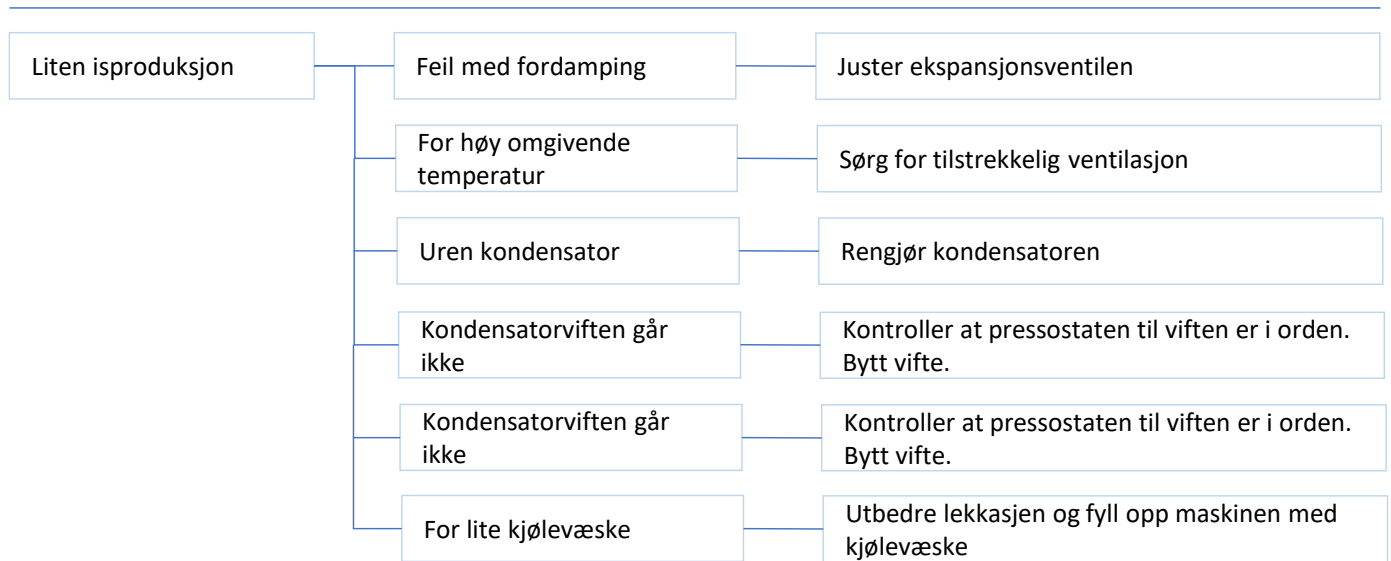 Liten isproduksjon
Feil med fordamping
Juster ekspansjonsventilen
For høy omgivende
temperatur
Sørg for tilstrekkelig ventilasjon
Uren kondensator
Rengjør kondensatoren
Kondensatorviften går
ikke
Kontroller at pressostaten til viften er i orden.
Bytt vifte.
Kondensatorviften går
ikke
Kontroller at pressostaten til viften er i orden.
Bytt vifte.
For lite kjølevæske
Utbedre lekkasjen og fyll opp maskinen med
kjølevæske